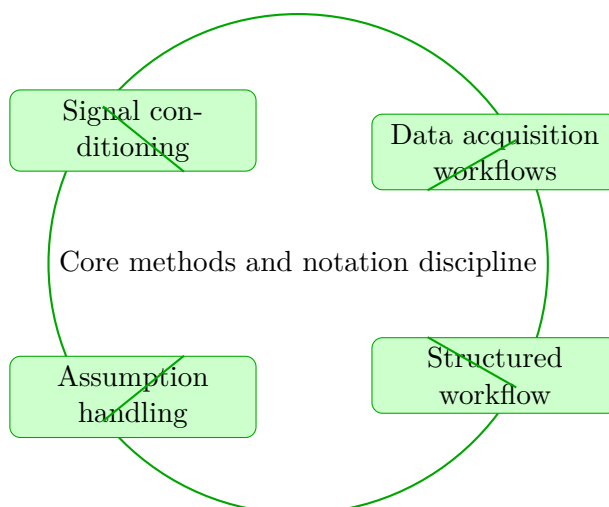 Signal con-
ditioning
Data acquisition
workflows
Core methods and notation discipline
Assumption
handling
Structured
workflow